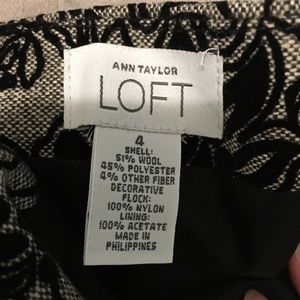 ANN TAYLOR
LOFT
4
SHELL:
51% WOOL
45% POLYESTER
4% OTHER FIBER
DECORATIVE
FLOCK:
100% NYLON
LINING:
100% ACETATE
MADE IN
PHILIPPINES